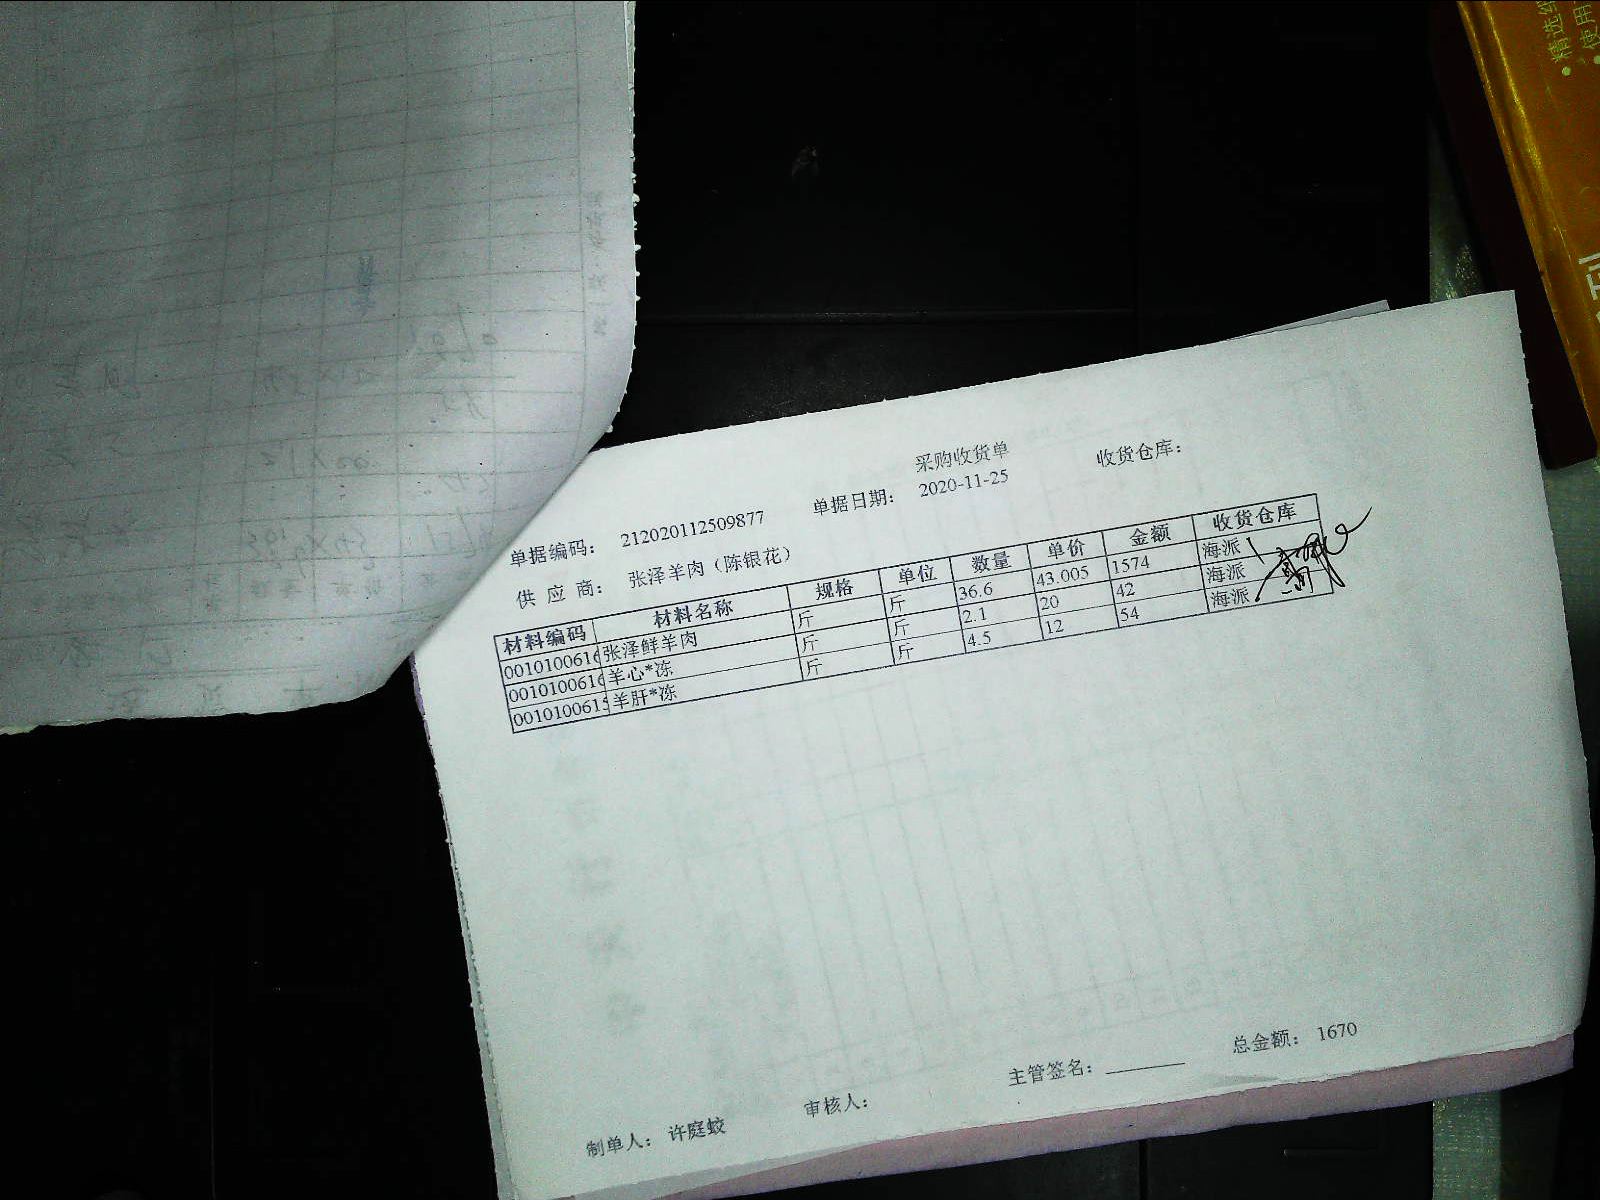 • 精选
• 使用
采购收货单
单据编码： 212020112509877 单据日期： 2020-11-25 收货仓库：
供 应 商： 张泽羊肉（陈银花）
材料编码 材料名称 规格 单位 数量 单价 金额 收货仓库
0010100616 张泽鲜羊肉 斤 斤 36.6 43.005 1574 海派
0010100616 羊心*冻 斤 斤 2.1 20 42 海派
0010100615 羊肝*冻 斤 斤 4.5 12 54 海派
制单人： 许庭蛟 审核人： 主管签名： 总金额： 1670